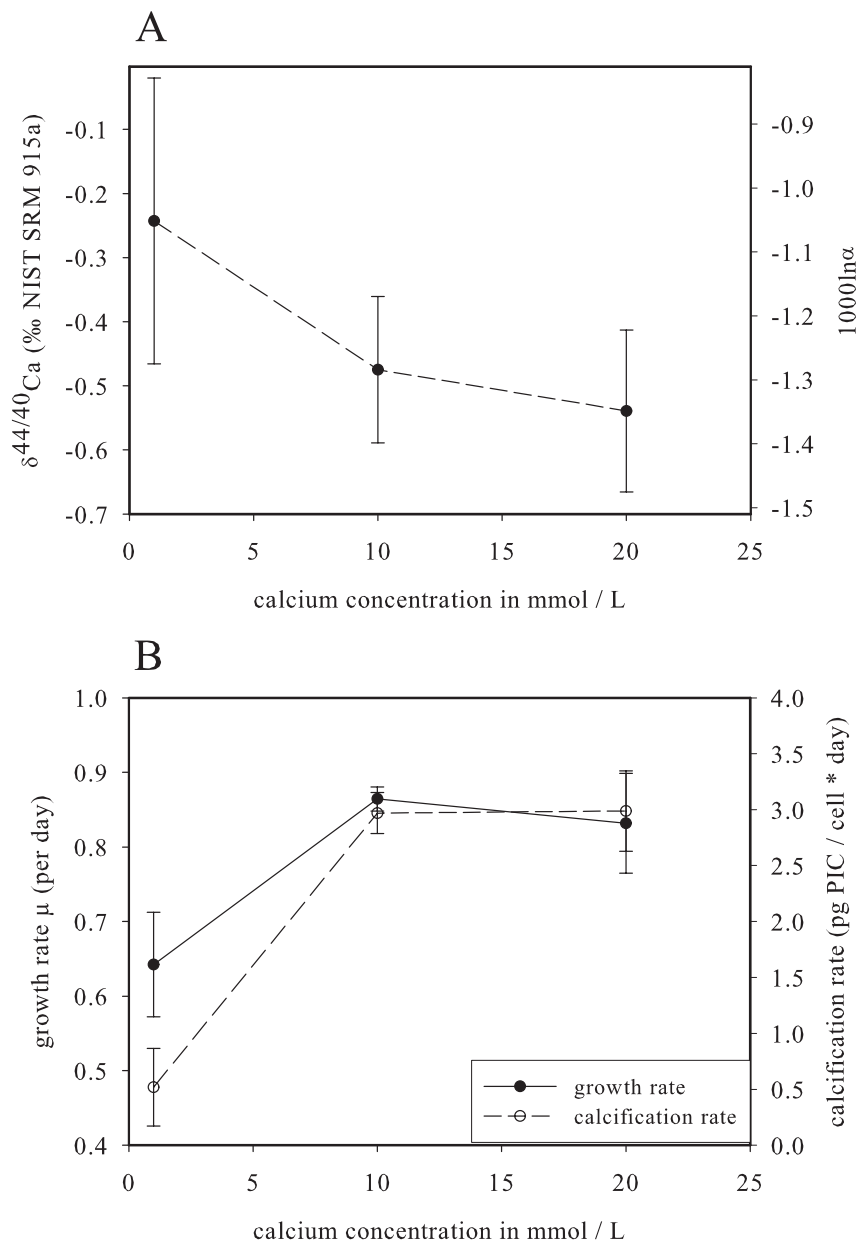 A
δ44/40Ca (‰ NIST SRM 915a)
-0.1
-0.2
-0.3
-0.4
-0.5
-0.6
-0.7
-0.9
-1.0
-1.1
-1.2
-1.3
-1.4
-1.5
1000lnα
0 5 10 15 20 25
calcium concentration in mmol / L
B
growth rate μ (per day)
1.0
0.9
0.8
0.7
0.6
0.5
0.4
4.0
3.5
3.0
2.5
2.0
1.5
1.0
0.5
0.0
calcification rate (pg PIC / cell * day)
growth rate
calcification rate
0 5 10 15 20 25
calcium concentration in mmol / L